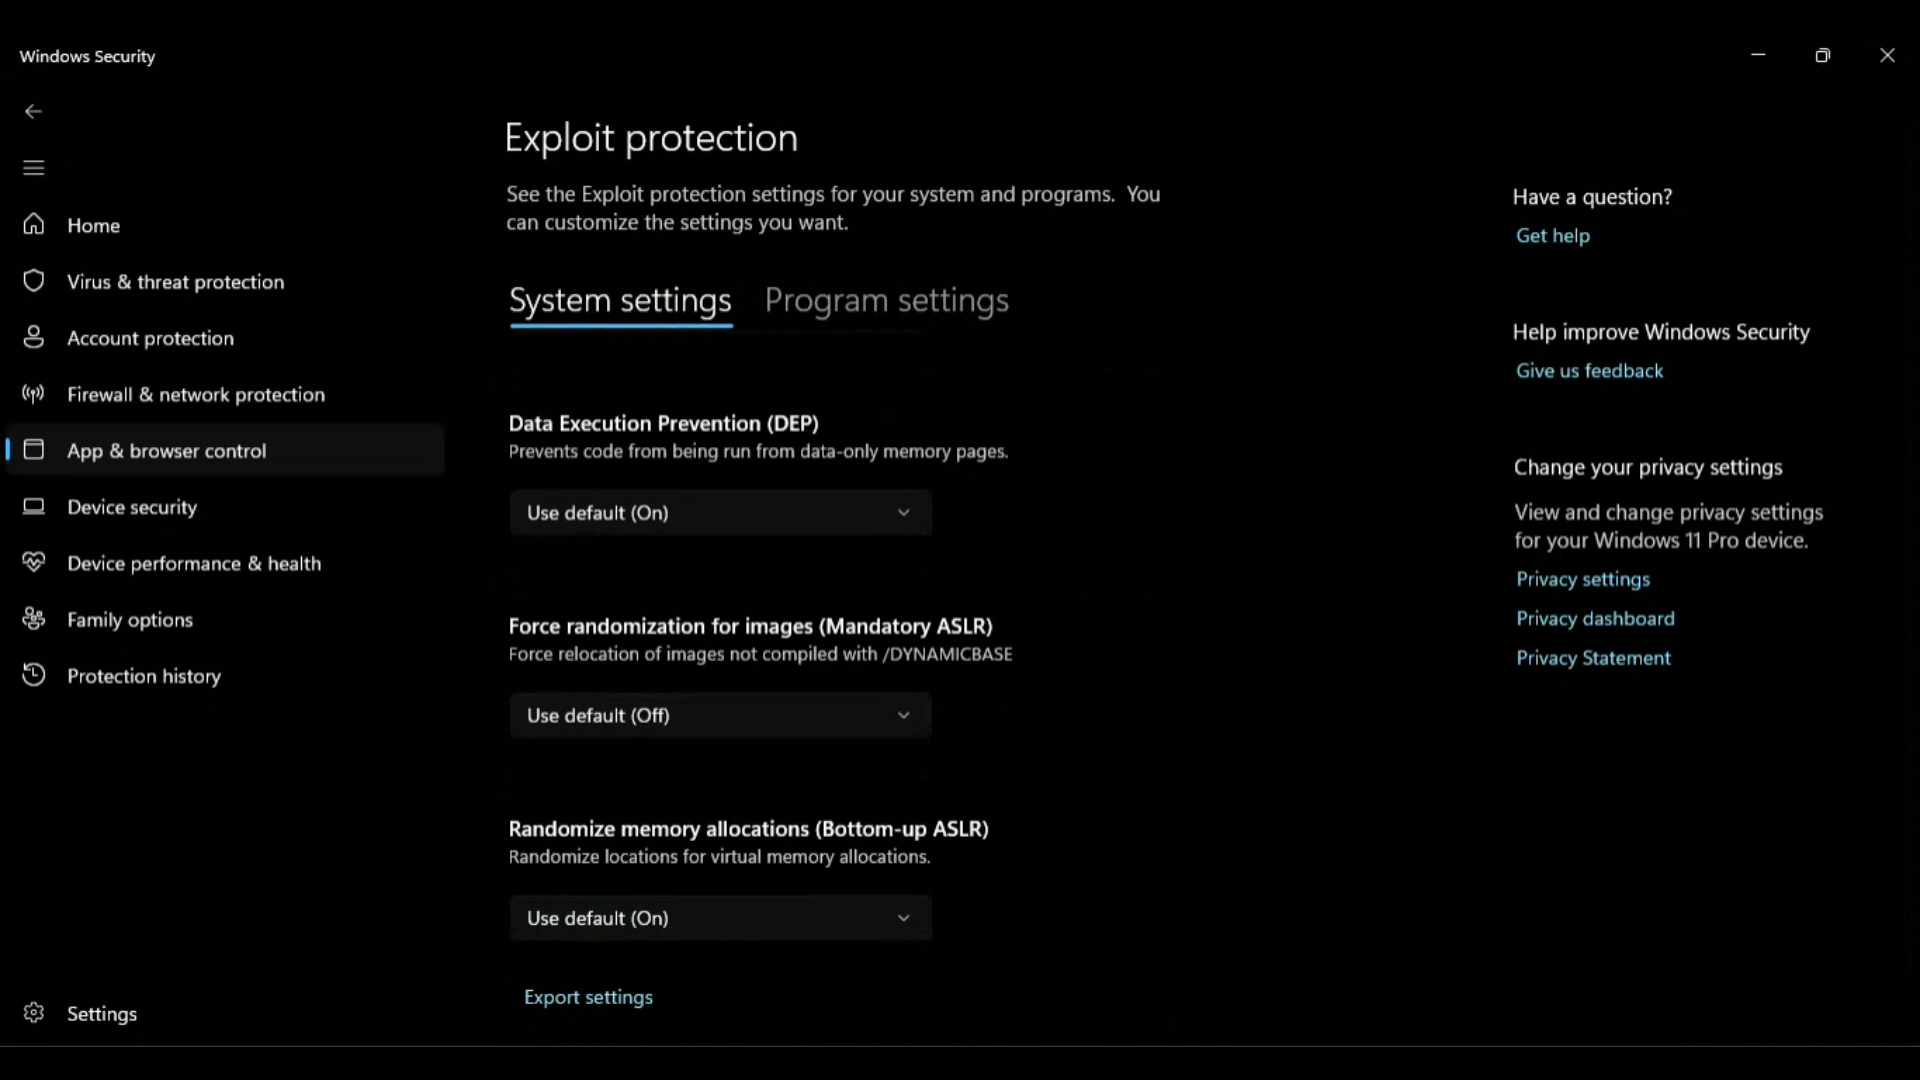 Windows Security
Home
Virus & threat protection
Account protection
Firewall & network protection
App & browser control
Device security
Device performance & health
Family options
Protection history
Settings
Exploit protection
See the Exploit protection settings for your system and programs. You
can customize the settings you want.
System settings
Program settings
Data Execution Prevention (DEP)
Prevents code from being run from data-only memory pages.
Use default (On)
Force randomization for images (Mandatory ASLR)
Force relocation of images not compiled with /DYNAMICBASE
Use default (Off)
Randomize memory allocations (Bottom-up ASLR)
Randomize locations for virtual memory allocations.
Use default (On)
Export settings
Have a question?
Get help
Help improve Windows Security
Give us feedback
Change your privacy settings
View and change privacy settings
for your Windows 11 Pro device.
Privacy settings
Privacy dashboard
Privacy Statement